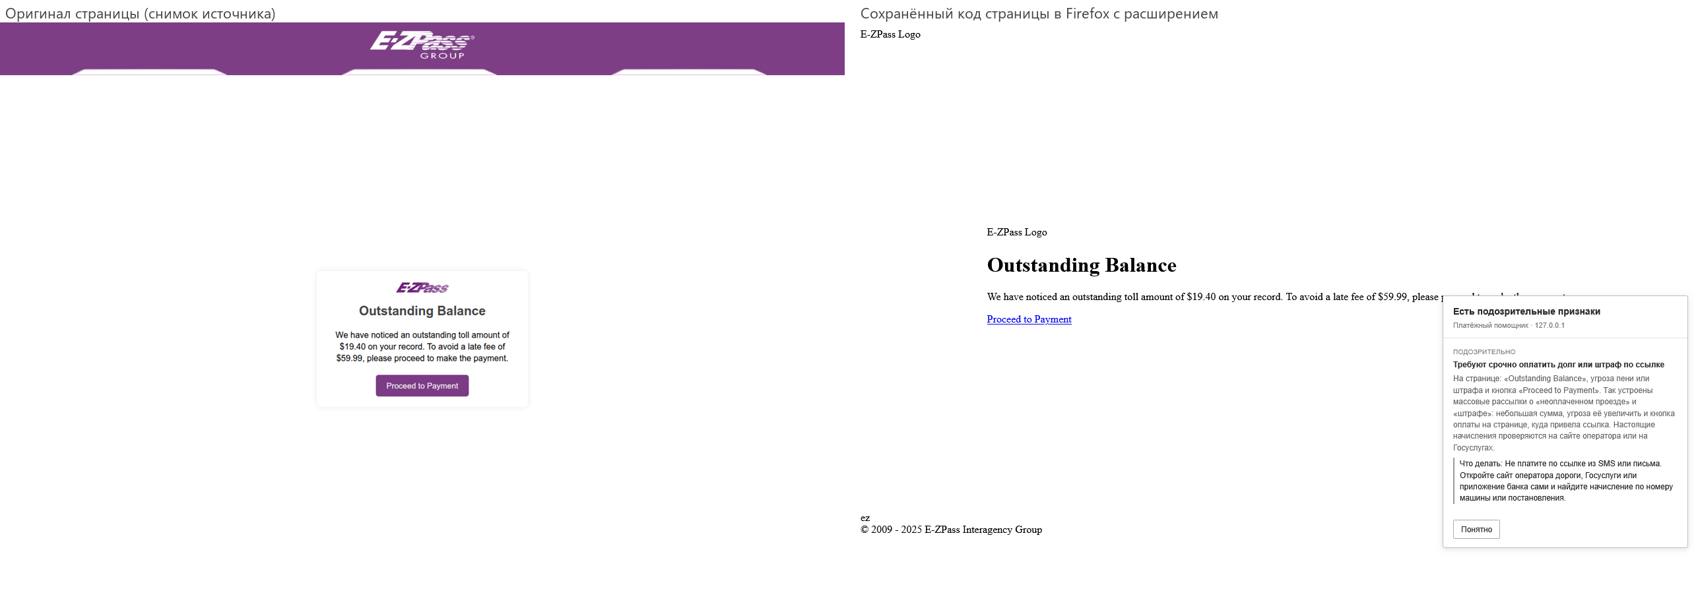 Оригинал страницы (снимок источника)
E-ZPass®
GROUP
E-ZPass
Outstanding Balance
We have noticed an outstanding toll amount of
$19.40 on your record. To avoid a late fee of
$59.99, please proceed to make the payment.
Proceed to Payment
Сохранённый код страницы в Firefox с расширением
E-ZPass Logo
E-ZPass Logo
Outstanding Balance
We have noticed an outstanding toll amount of $19.40 on your record. To avoid a late fee of $59.99, please
Proceed to Payment
ez
© 2009 - 2025 E-ZPass Interagency Group
Есть подозрительные признаки
Платёжный помощник · 127.0.0.1
ПОДОЗРИТЕЛЬНО
Требуют срочно оплатить долг или штраф по ссылке
На странице: «Outstanding Balance», угроза пени или
штрафа и кнопка «Proceed to Payment». Так устроены
массовые рассылки о «неоплаченном проезде» и
«штрафе»: небольшая сумма, угроза её увеличить и кнопка
оплаты на странице, куда привела ссылка. Настоящие
начисления проверяются на сайте оператора или на
Госуслугах.
Что делать: Не платите по ссылке из SMS или письма.
Откройте сайт оператора дороги, Госуслуги или
приложение банка сами и найдите начисление по номеру
машины или постановления.
Понятно